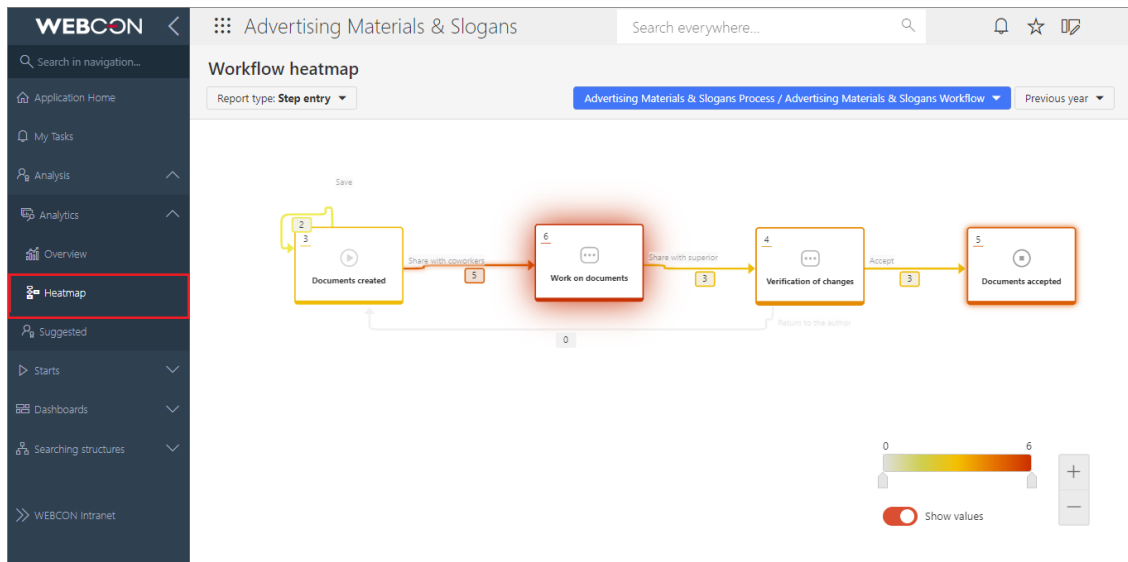 WEBCON
Search in navigation...
Application Home
My Tasks
Analysis
Analytics
Overview
Heatmap
Suggested
Starts
Dashboards
Searching structures
WEBCON Intranet
Advertising Materials & Slogans
Search everywhere...
Workflow heatmap
Report type: Step entry
Advertising Materials & Slogans Process / Advertising Materials & Slogans Workflow
Previous year
Save
2
3
Documents created
Share with coworkers
5
6
Work on documents
Share with superior
3
4
Verification of changes
Accept
3
5
Documents accepted
Return to the author
0
0 6
Show values